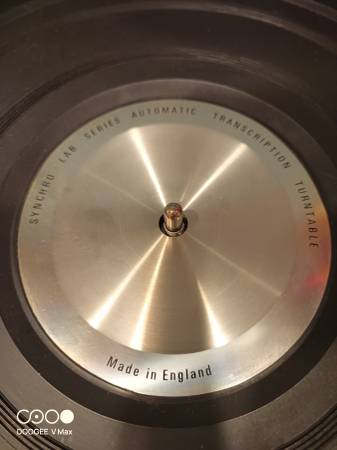 SYNCHRO LAB SERIES AUTOMATIC TRANSCRIPTION TURNTABLE
Made in England
DOOGEE V Max